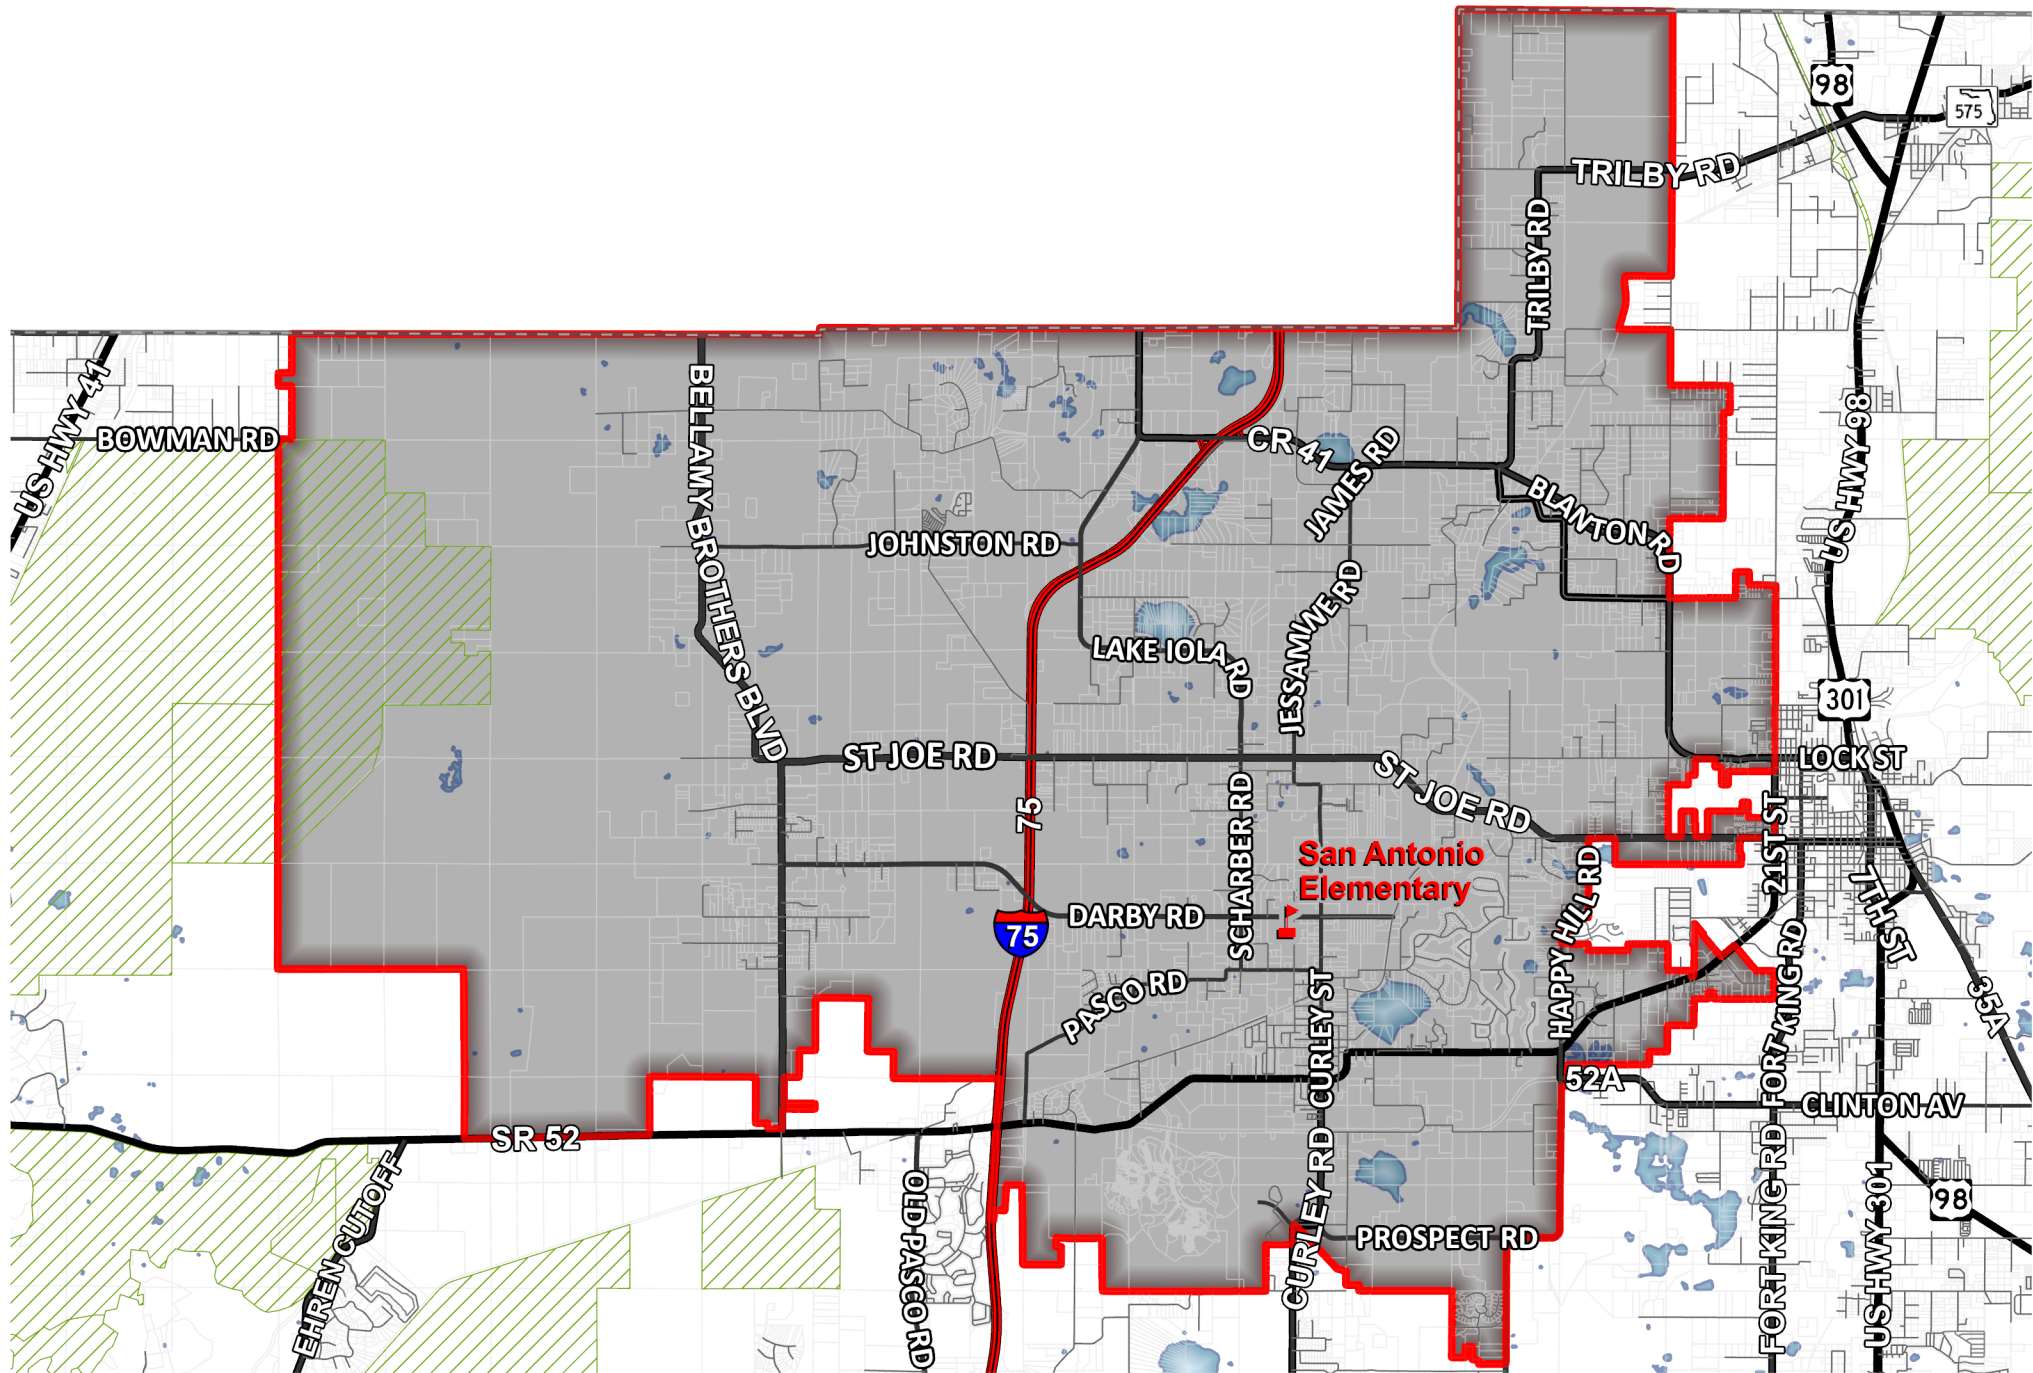 98
575
TRILBY RD
TRILBY RD
US HWY 41
BOWMAN RD
BELLAMY BROTHERS BLVD
CR 41
JAMES RD
BLANTON RD
US HWY 98
JOHNSTON RD
JESSAMWE RD
LAKE IOLA RD
301
ST JOE RD
ST JOE RD
LOCK ST
75
SCHARBER RD
21ST ST
San Antonio
Elementary
HAPPY HILL RD
7TH ST
DARBY RD
75
PASCO RD
CURLEY ST
FORT KING RD
35A
52A
CLINTON AV
SR 52
EHREN CUTOFF
OLD PASCO RD
CURLEY RD
PROSPECT RD
FORT KING RD
US HWY 301
98